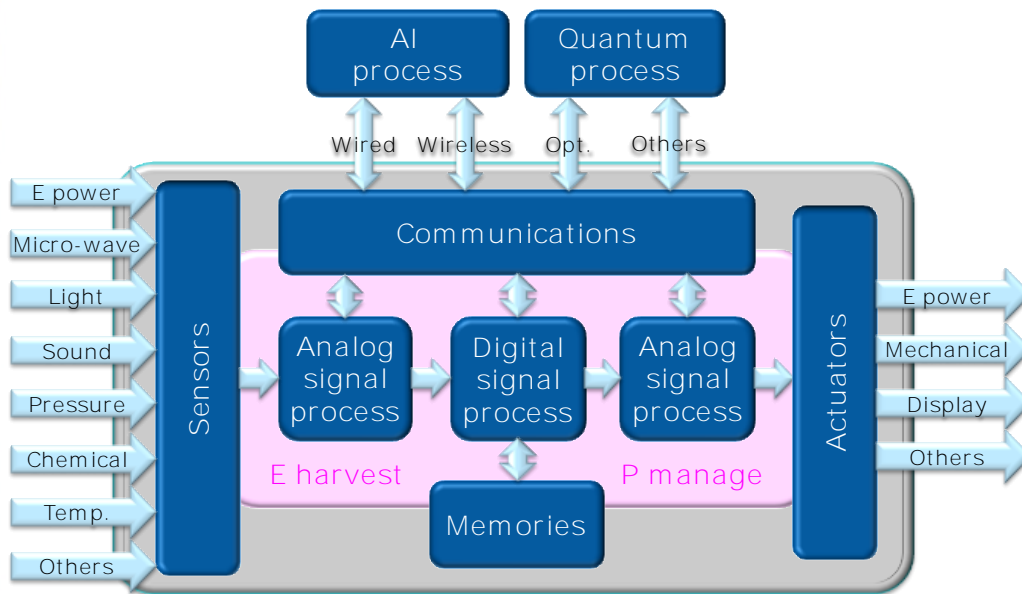 AI
process
Quantum
process
Wired
Wireless
Opt.
Others
E power
Micro-wave
Light
Sound
Pressure
Chemical
Temp.
Others
Sensors
Communications
Analog
signal
process
Digital
signal
process
Analog
signal
process
E harvest
P manage
Memories
Actuators
E power
Mechanical
Display
Others